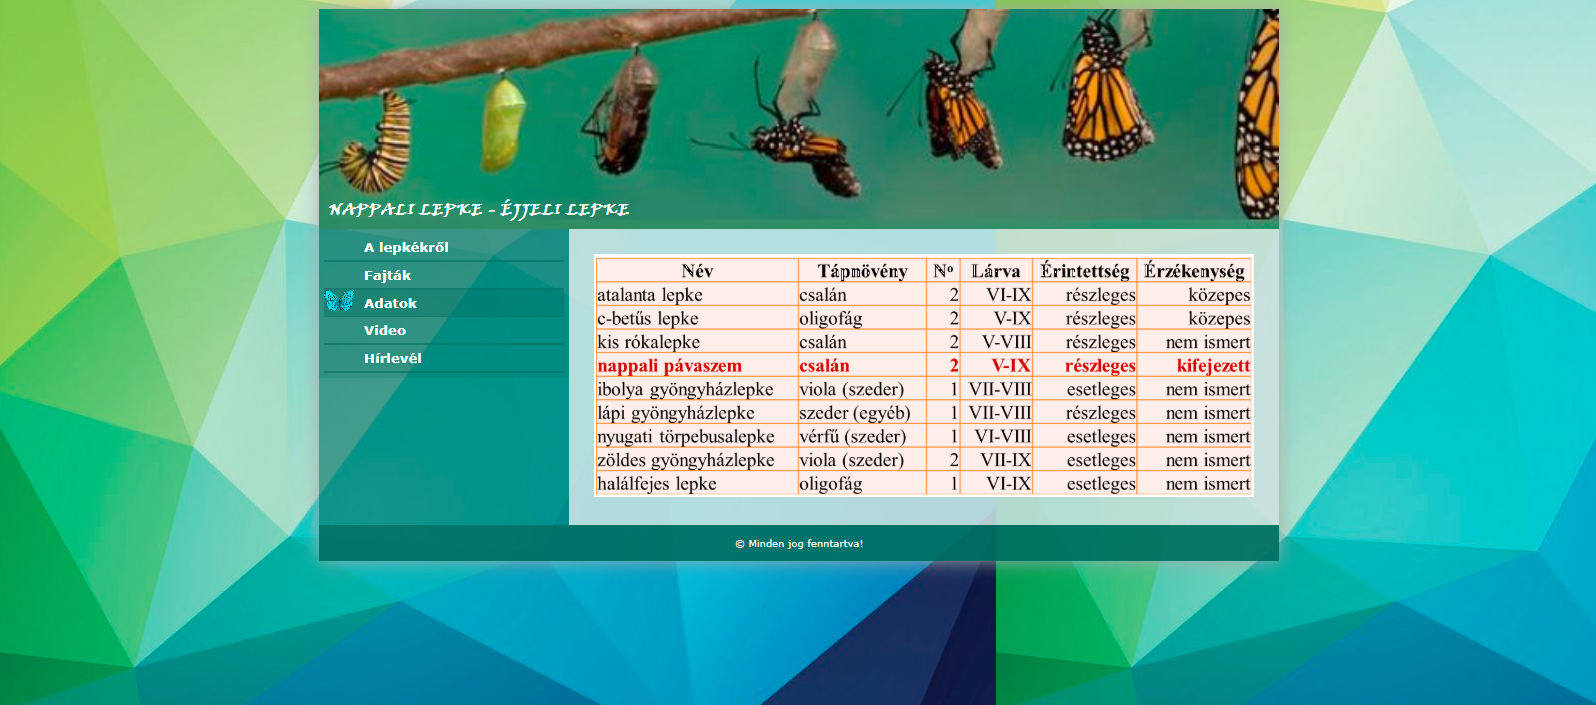 NAPPALI LEPKE - ÉJJELI LEPKE
A lepkékről
Fajták
Adatok
Video
Hírlevél
Név Tápnövény Nº Lárva Érintettség Érzékenység
atalanta lepke csalán 2 VI-IX részleges közepes
c-betűs lepke oligofág 2 V-IX részleges közepes
kis rókalepke csalán 2 V-VIII részleges nem ismert
nappali pávaszem csalán 2 V-IX részleges kifejezett
ibolya gyöngyházlepke viola (szeder) 1 VII-VIII esetleges nem ismert
lápi gyöngyházlepke szeder (egyéb) 1 VII-VIII részleges nem ismert
nyugati törpebusalepke vérfű (szeder) 1 VI-VIII esetleges nem ismert
zöldes gyöngyházlepke viola (szeder) 2 VII-IX esetleges nem ismert
halálfejes lepke oligofág 1 VI-IX esetleges nem ismert
© Minden jog fenntartva!